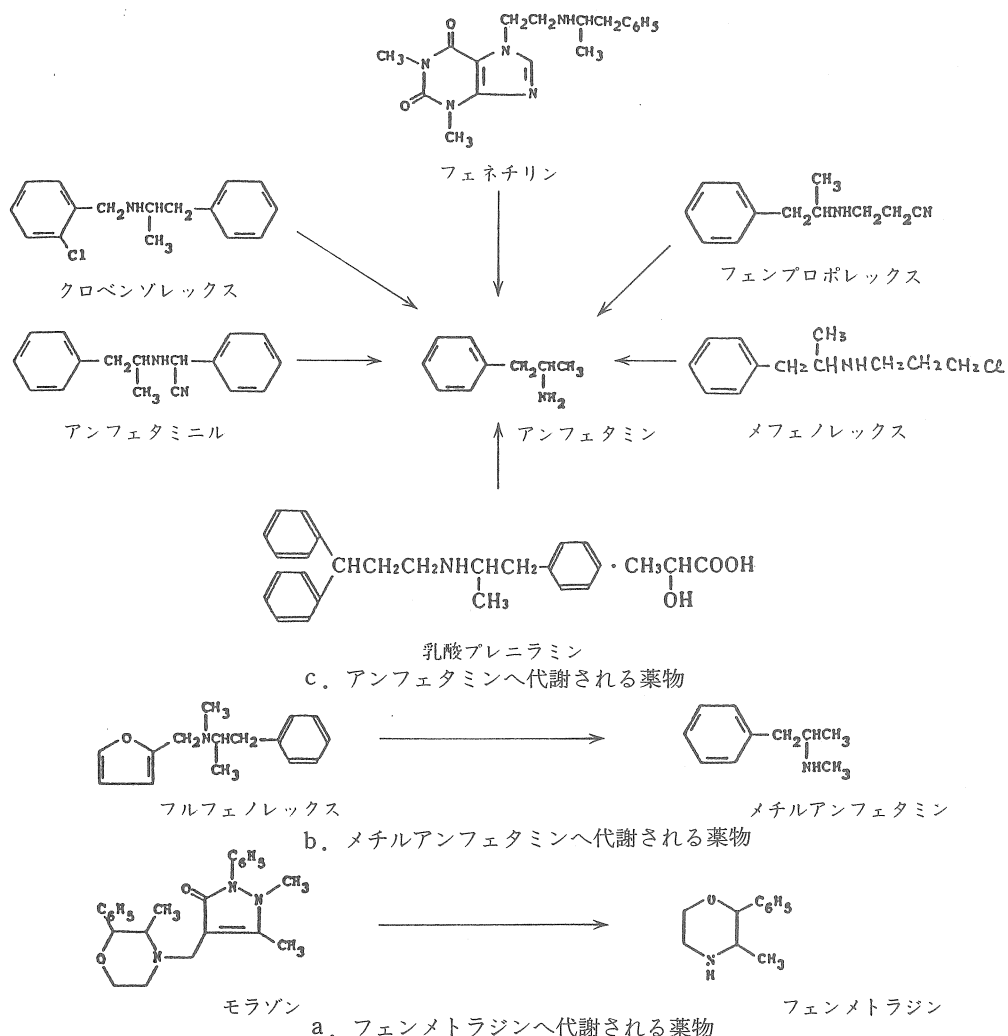 O
CH₂CH₂NHCHCH₂C₆H₅
CH₃
CH₃
N
N
O
N
N
CH₃
フェネチリン
CH₂NHCHCH₂
CH₃
Cl
クロベンゾレックス
CH₃
CH₂CHNHCH₂CH₂CN
フェンプロポレックス
CH₂CHNHCH
CH₃
CN
アンフェタミニル
CH₂CHCH₃
NH₂
アンフェタミン
CH₃
CH₂CHNHCH₂CH₂CH₂Cl
メフェノレックス
CHCH₂CH₂NHCHCH₂
CH₃
・CH₃CHCOOH
OH
乳酸プレニラミン
c. アンフェタミンへ代謝される薬物
O
CH₃
CH₂NCHCH₂
CH₃
フルフェノレックス
CH₂CHCH₃
NHCH₃
メチルアンフェタミン
b. メチルアンフェタミンへ代謝される薬物
C₆H₅
O
N
N
CH₃
CH₃
C₆H₅
CH₃
O
N
モラゾン
O
C₆H₅
N
H
CH₃
フェンメトラジン
a. フェンメトラジンへ代謝される薬物